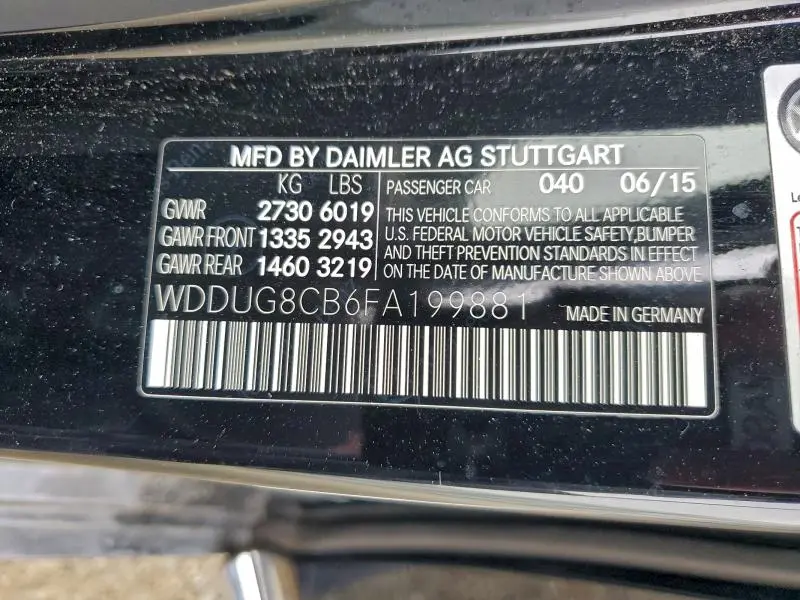 MFD BY DAIMLER AG STUTTGART
KG LBS
GVWR 2730 6019
GAWR FRONT 1335 2943
GAWR REAR 1460 3219
PASSENGER CAR 040 06/15
THIS VEHICLE CONFORMS TO ALL APPLICABLE
U.S. FEDERAL MOTOR VEHICLE SAFETY,BUMPER
AND THEFT PREVENTION STANDARDS IN EFFECT
ON THE DATE OF MANUFACTURE SHOWN ABOVE
WDDUG8CB6FA199881 MADE IN GERMANY